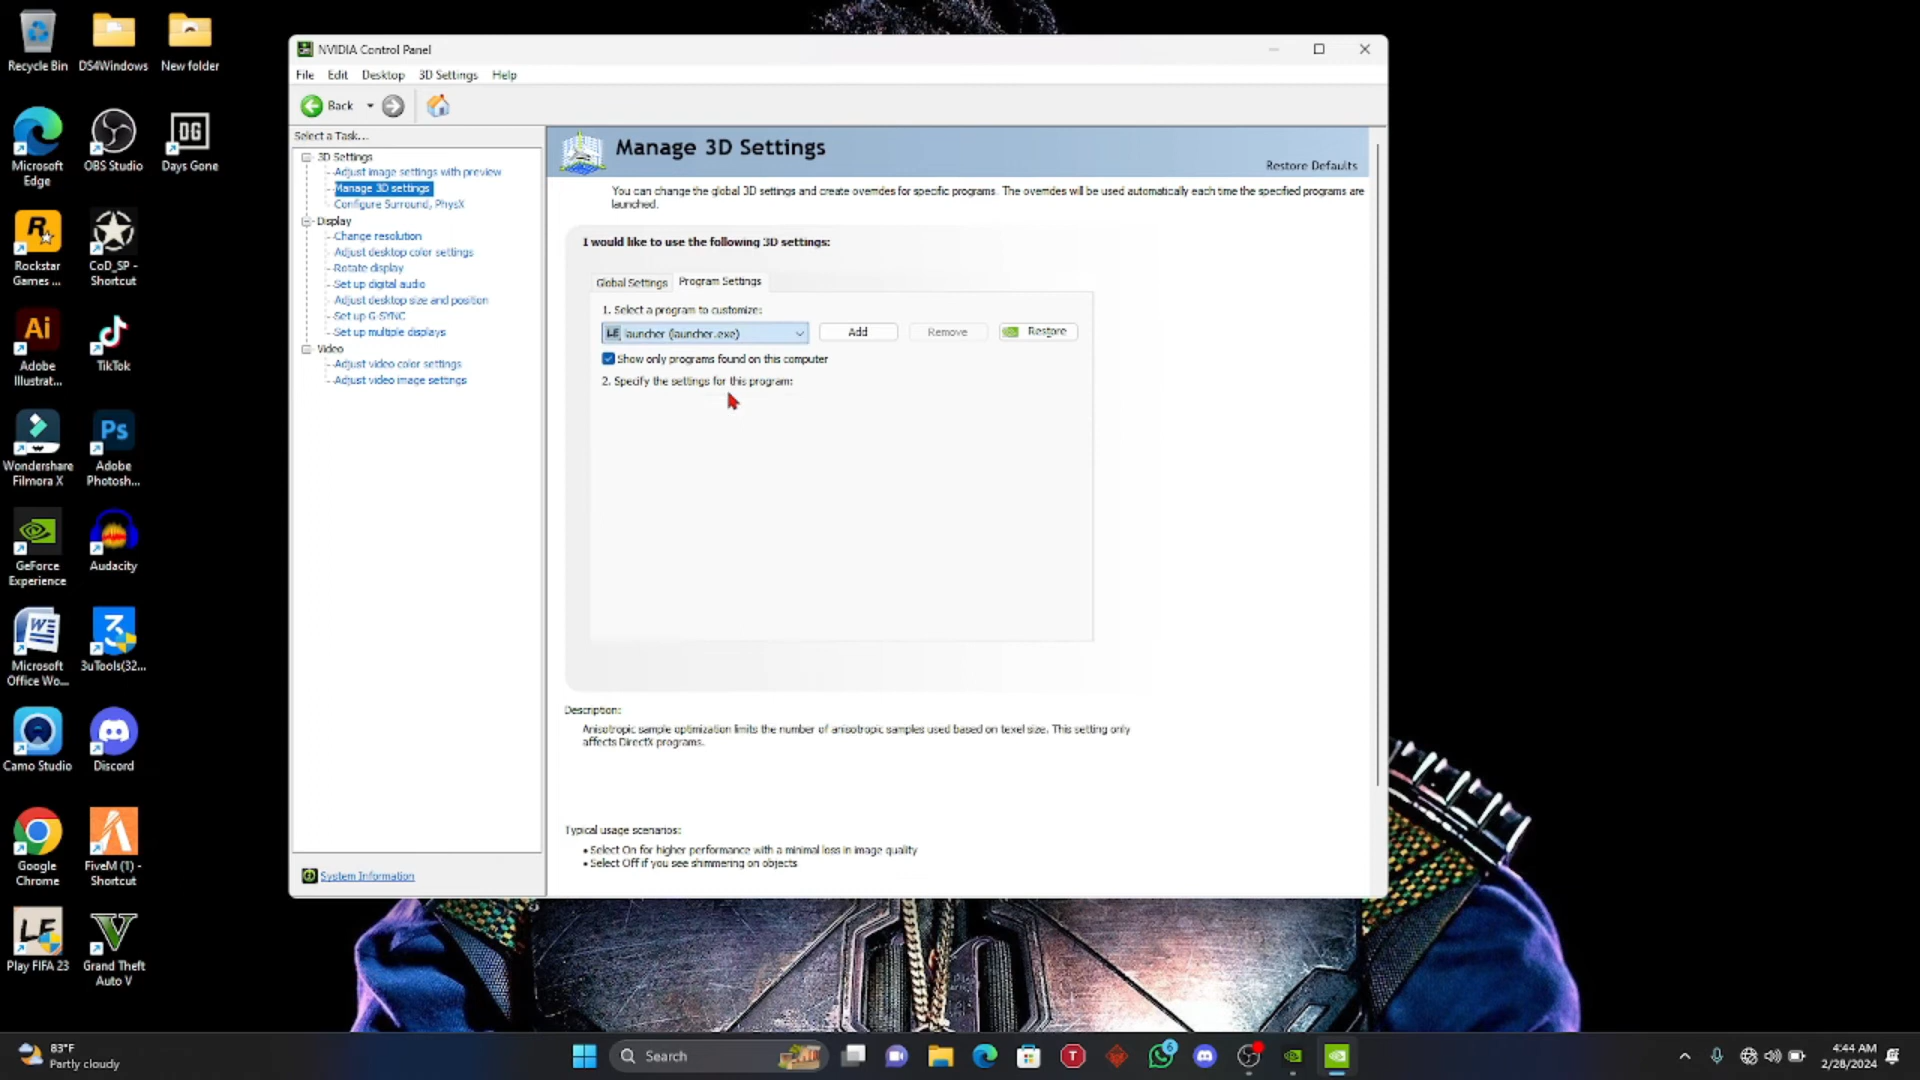 Recycle Bin
DS4Windows
New folder
Microsoft
Edge
OBS Studio
DG
Days Gone
Rockstar
Games ...
CoD_SP -
Shortcut
Ai
Adobe
Illustrat...
TikTok
Wondershare
Filmora X
Ps
Adobe
Photosh...
GeForce
Experience
Audacity
Microsoft
Office Wo...
3uTools(32...
Camo Studio
Discord
Google
Chrome
FiveM (1) -
Shortcut
LE
Play FIFA 23
Grand Theft
Auto V
NVIDIA Control Panel
File Edit Desktop 3D Settings Help
Back
Select a Task...
3D Settings
Adjust image settings with preview
Manage 3D settings
Configure Surround, PhysX
Display
Change resolution
Adjust desktop color settings
Rotate display
Set up digital audio
Adjust desktop size and position
Set up G-SYNC
Set up multiple displays
Video
Adjust video color settings
Adjust video image settings
System Information
Manage 3D Settings
Restore Defaults
You can change the global 3D settings and create overrides for specific programs. The overrides will be used automatically each time the specified programs are
launched.
I would like to use the following 3D settings:
Global Settings Program Settings
1. Select a program to customize:
LE launcher (launcher.exe) Add Remove Restore
Show only programs found on this computer
2. Specify the settings for this program:
Description:
Anisotropic sample optimization limits the number of anisotropic samples used based on texel size. This setting only
affects DirectX programs.
Typical usage scenarios:
• Select On for higher performance with a minimal loss in image quality
• Select Off if you see shimmering on objects
83°F
Partly cloudy
Search
T
6
4:44 AM
2/28/2024